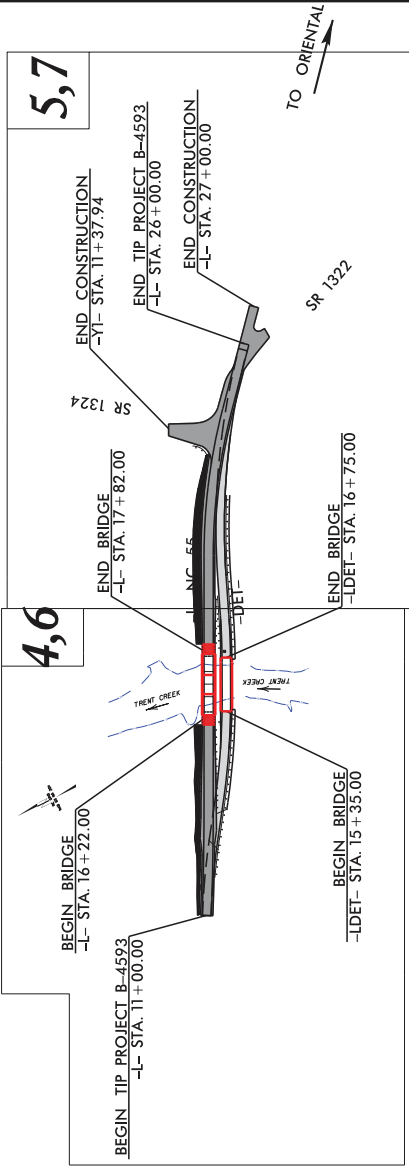 5,7
TO ORIENTAL
END CONSTRUCTION
-Y1- STA. 11+37.94
END TIP PROJECT B-4593
-L- STA. 26+00.00
END CONSTRUCTION
-L- STA. 27+00.00
SR 1324
SR 1322
END BRIDGE
-L- STA. 17+82.00
NC 55
-DET-
END BRIDGE
-LDET- STA. 16+75.00
4,6
TRENT CREEK
TRENT CREEK
BEGIN BRIDGE
-L- STA. 16+22.00
BEGIN BRIDGE
-LDET- STA. 15+35.00
BEGIN TIP PROJECT B-4593
-L- STA. 11+00.00